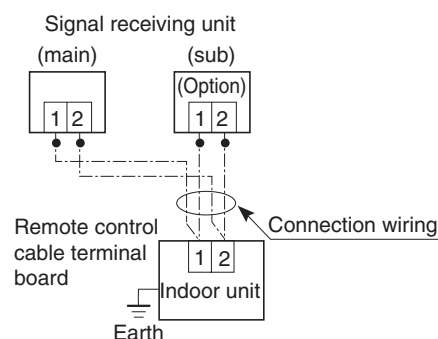 Signal receiving unit
(main) (sub)
(Option)
1 2 1 2
Remote control
cable terminal
board
Connection wiring
1 2
Indoor unit
Earth